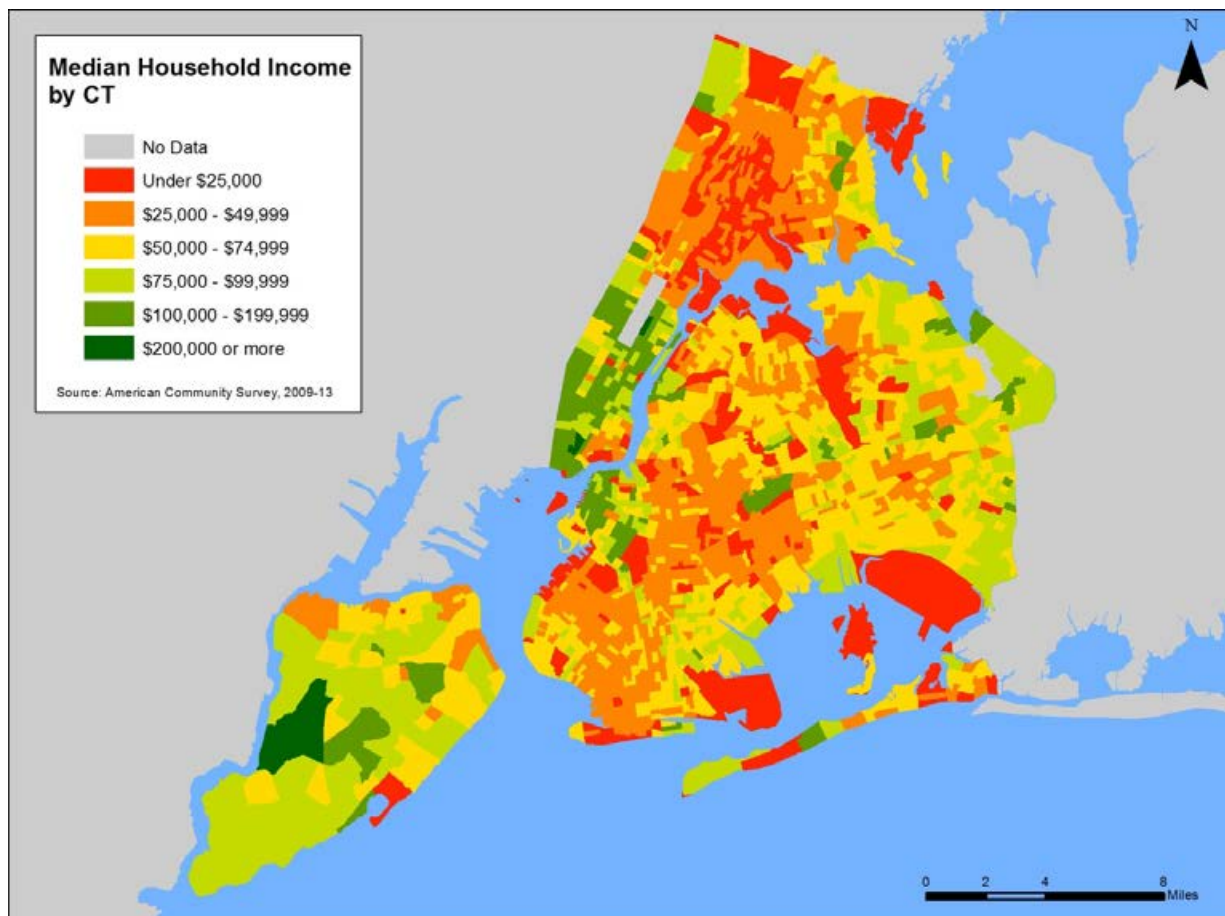 Median Household Income
by CT
No Data
Under $25,000
$25,000 - $49,999
$50,000 - $74,999
$75,000 - $99,999
$100,000 - $199,999
$200,000 or more
Source: American Community Survey, 2009-13
N
0 2 4 8
Miles